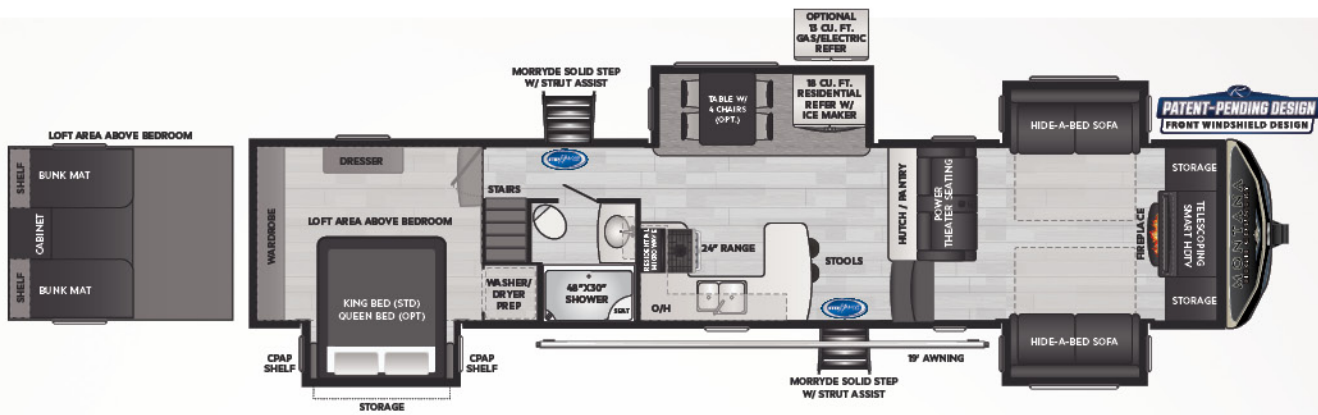 OPTIONAL
13 CU. FT.
GAS/ELECTRIC
REFER
MORRYDE SOLID STEP
W/ STRUT ASSIST
TABLE W/
4 CHAIRS
(OPT.)
18 CU. FT.
RESIDENTIAL
REFER W/
ICE MAKER
HIDE-A-BED SOFA
PATENT-PENDING DESIGN
FRONT WINDSHIELD DESIGN
LOFT AREA ABOVE BEDROOM
SHELF
BUNK MAT
CABINET
SHELF
BUNK MAT
DRESSER
WARDROBE
LOFT AREA ABOVE BEDROOM
STAIRS
KING BED (STD)
QUEEN BED (OPT)
WASHER/
DRYER
PREP
48"X30"
SHOWER
SEAT
RESIDENTIAL
MICROWAVE
24" RANGE
O/H
STOOLS
HUTCH / PANTRY
POWER
THEATER SEATING
STORAGE
FIREPLACE
TELESCOPING
SMART HDTV
STORAGE
MONTANA
HIDE-A-BED SOFA
CPAP
SHELF
CPAP
SHELF
STORAGE
19' AWNING
MORRYDE SOLID STEP
W/ STRUT ASSIST